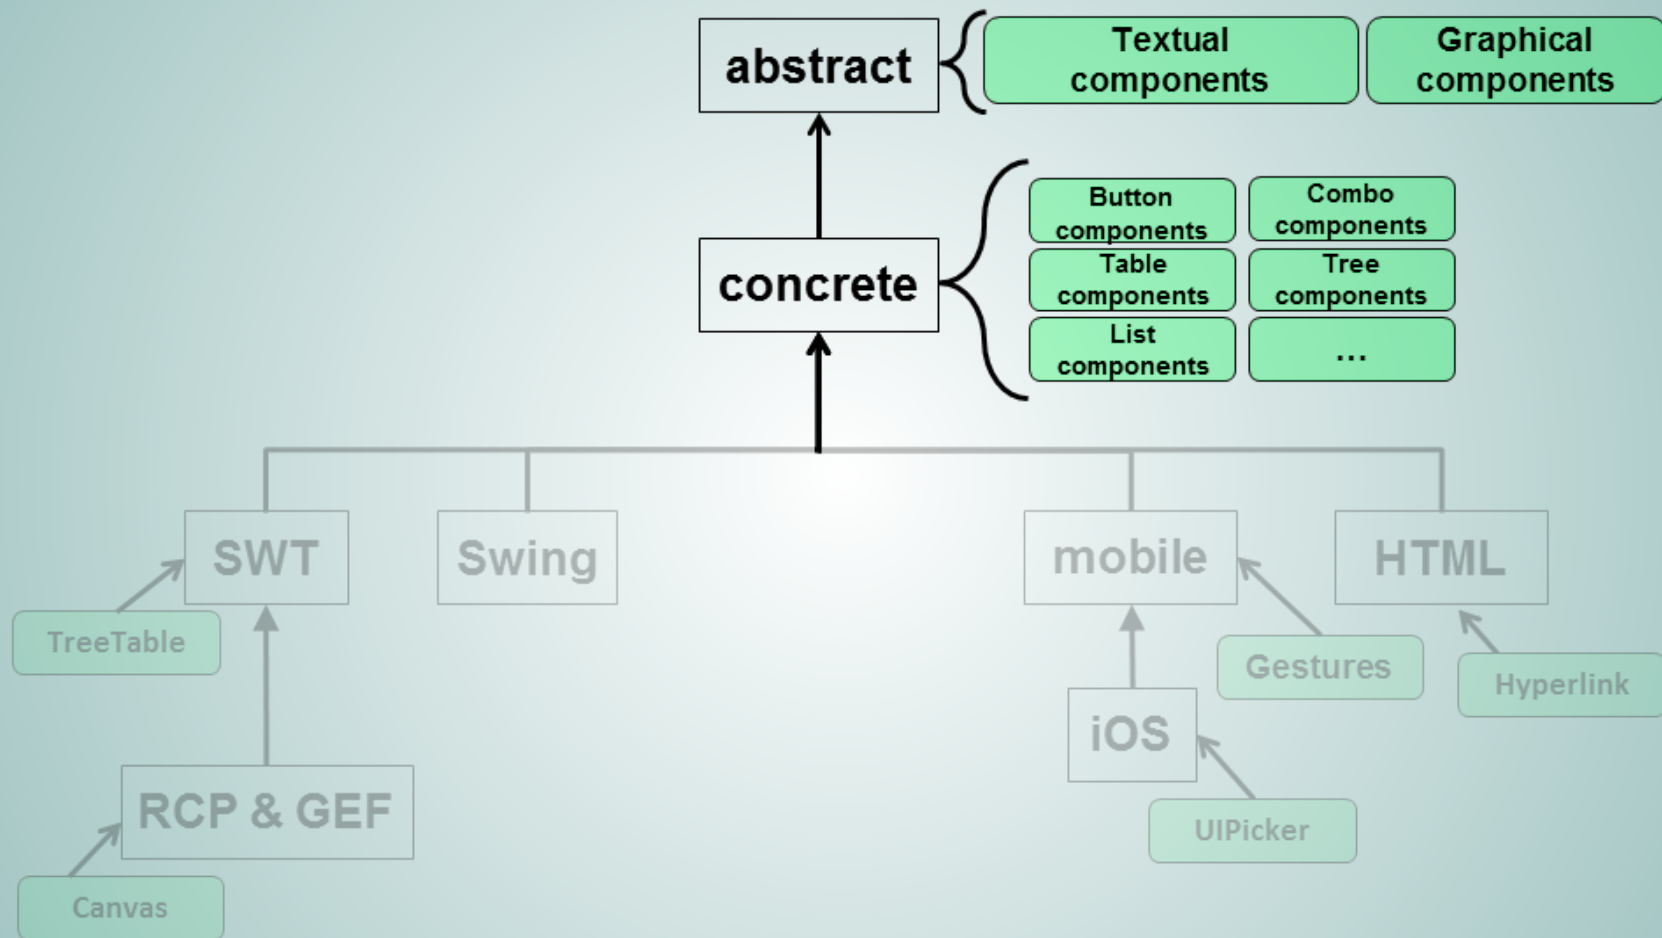 abstract
Textual
components
Graphical
components
concrete
Button
components
Combo
components
Table
components
Tree
components
List
components
...
SWT
Swing
mobile
HTML
TreeTable
Gestures
Hyperlink
iOS
RCP & GEF
UIPicker
Canvas